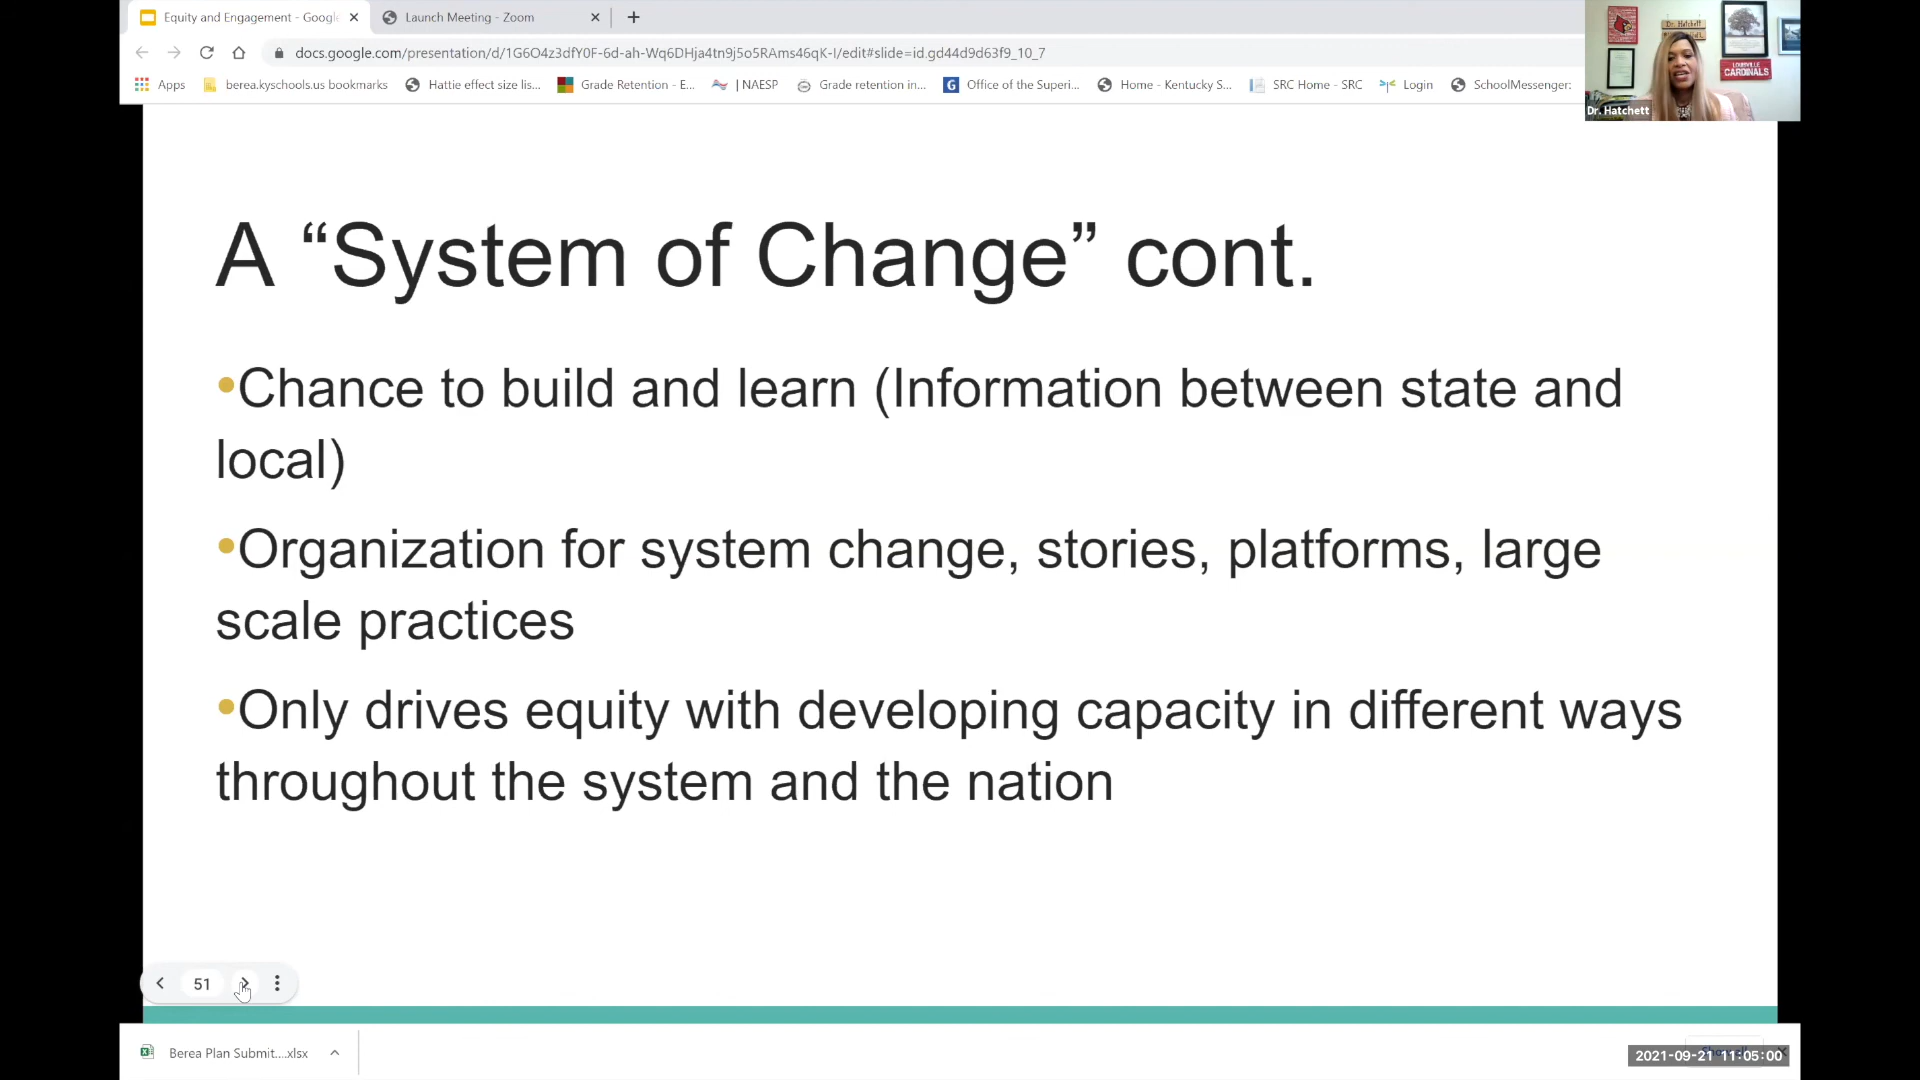 Equity and Engagement - Google
Launch Meeting - Zoom
docs.google.com/presentation/d/1G6O4z3dfY0F-6d-ah-Wq6DHja4tn9j5o5RAms46qK-I/edit#slide=id.gd44d9d63f9_10_7
Apps
berea.kyschools.us bookmarks
Hattie effect size lis...
Grade Retention - E...
| NAESP
Grade retention in...
Office of the Superi...
Home - Kentucky S...
SRC Home - SRC
Login
SchoolMessenger:
Dr. Hatchett
LOUISVILLE
CARDINALS
Dr. Hatchett
A “System of Change” cont.
•Chance to build and learn (Information between state and
local)
•Organization for system change, stories, platforms, large
scale practices
•Only drives equity with developing capacity in different ways
throughout the system and the nation
51
Berea Plan Submit....xlsx
2021-09-21 11:05:00